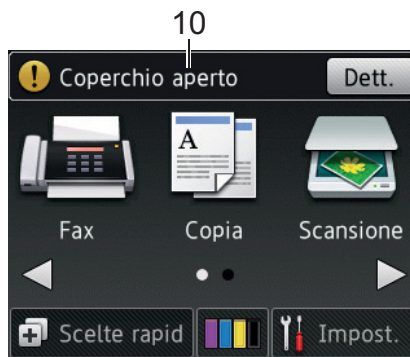 10
Coperchio aperto Dett.
A
Fax Copia Scansione
Scelte rapid Impost.